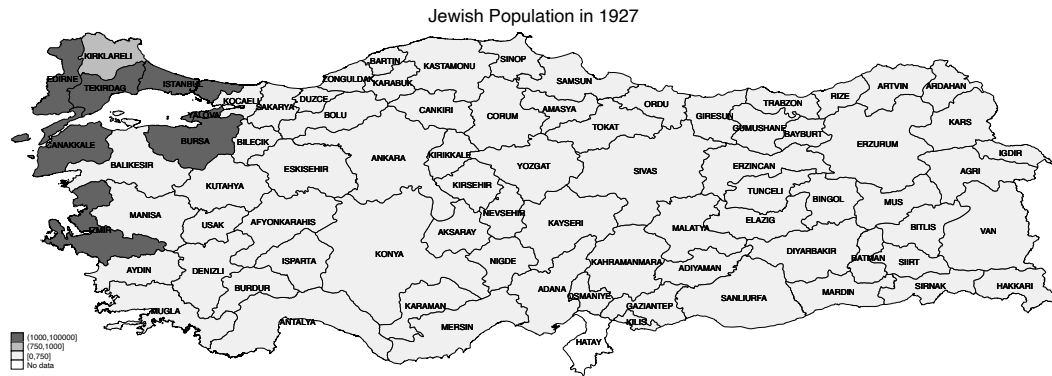 Jewish Population in 1927
BARTIN
SINOP
KIRKLARELI
KASTAMONU
EDIRNE
ZONGULDAK
KARABUK
SAMSUN
ARTVIN
ARDAHAN
TEKIRDAG
ISTANBUL
KOCAELI
SAKARYA
DUZCE
CANKIRI
AMASYA
ORDU
TRABZON
RIZE
YALOVA
BOLU
CORUM
GIRESUN
KARS
TOKAT
GUMUSHANE
BAYBURT
CANAKKALE
BURSA
BILECIK
ERZURUM
BALIKESIR
ESKISEHIR
ANKARA
KIRIKKALE
YOZGAT
SIVAS
ERZINCAN
AGRI
IGDIR
KUTAHYA
KIRSEHIR
TUNCELI
BINGOL
MUS
MANISA
USAK
AFYONKARAHIS
NEVSEHIR
KAYSERI
ELAZIG
IZMIR
AKSARAY
MALATYA
BITLIS
VAN
KONYA
ISPARTA
NIGDE
KAHRAMANMARA
DIYARBAKIR
BATMAN
SIIRT
AYDIN
DENIZLI
ADIYAMAN
BURDUR
ADANA
OSMANIYE
SANLIURFA
MARDIN
SIRNAK
HAKKARI
MUGLA
ANTALYA
KARAMAN
MERSIN
GAZIANTEP
KILIS
HATAY
(1000,100000]
(750,1000]
[0,750]
No data